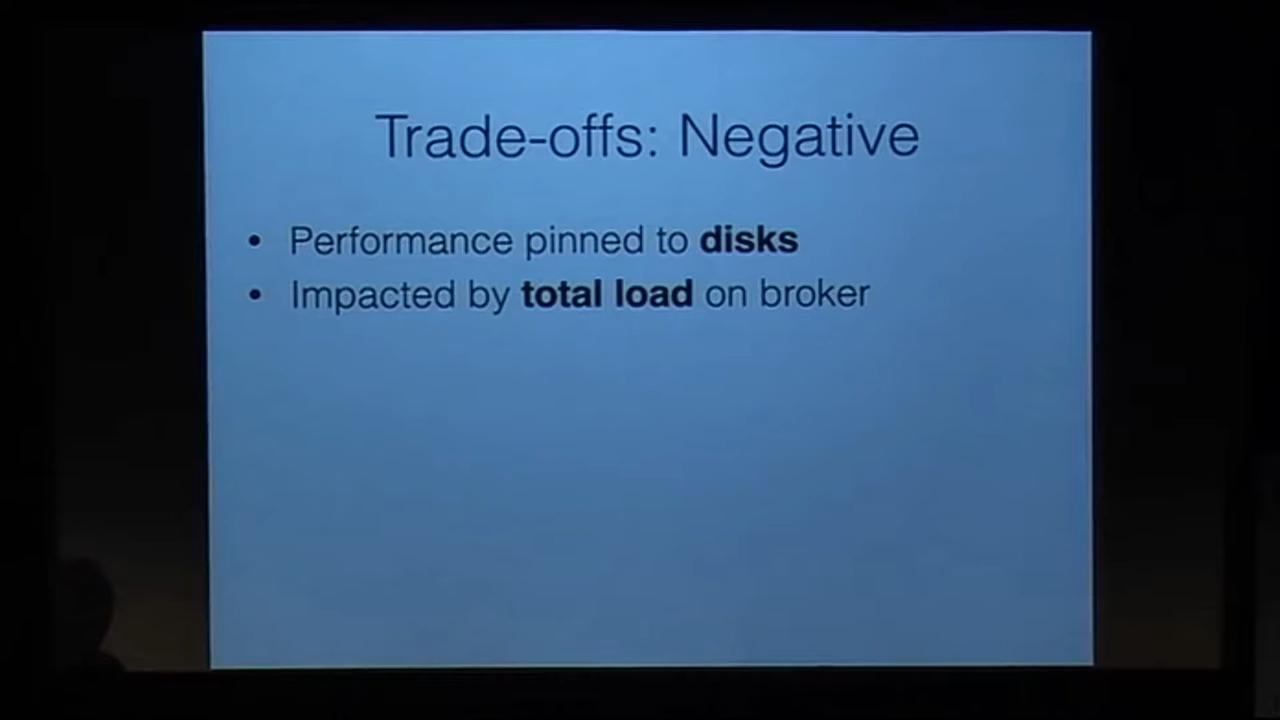 Trade-offs: Negative
• Performance pinned to disks
• Impacted by total load on broker